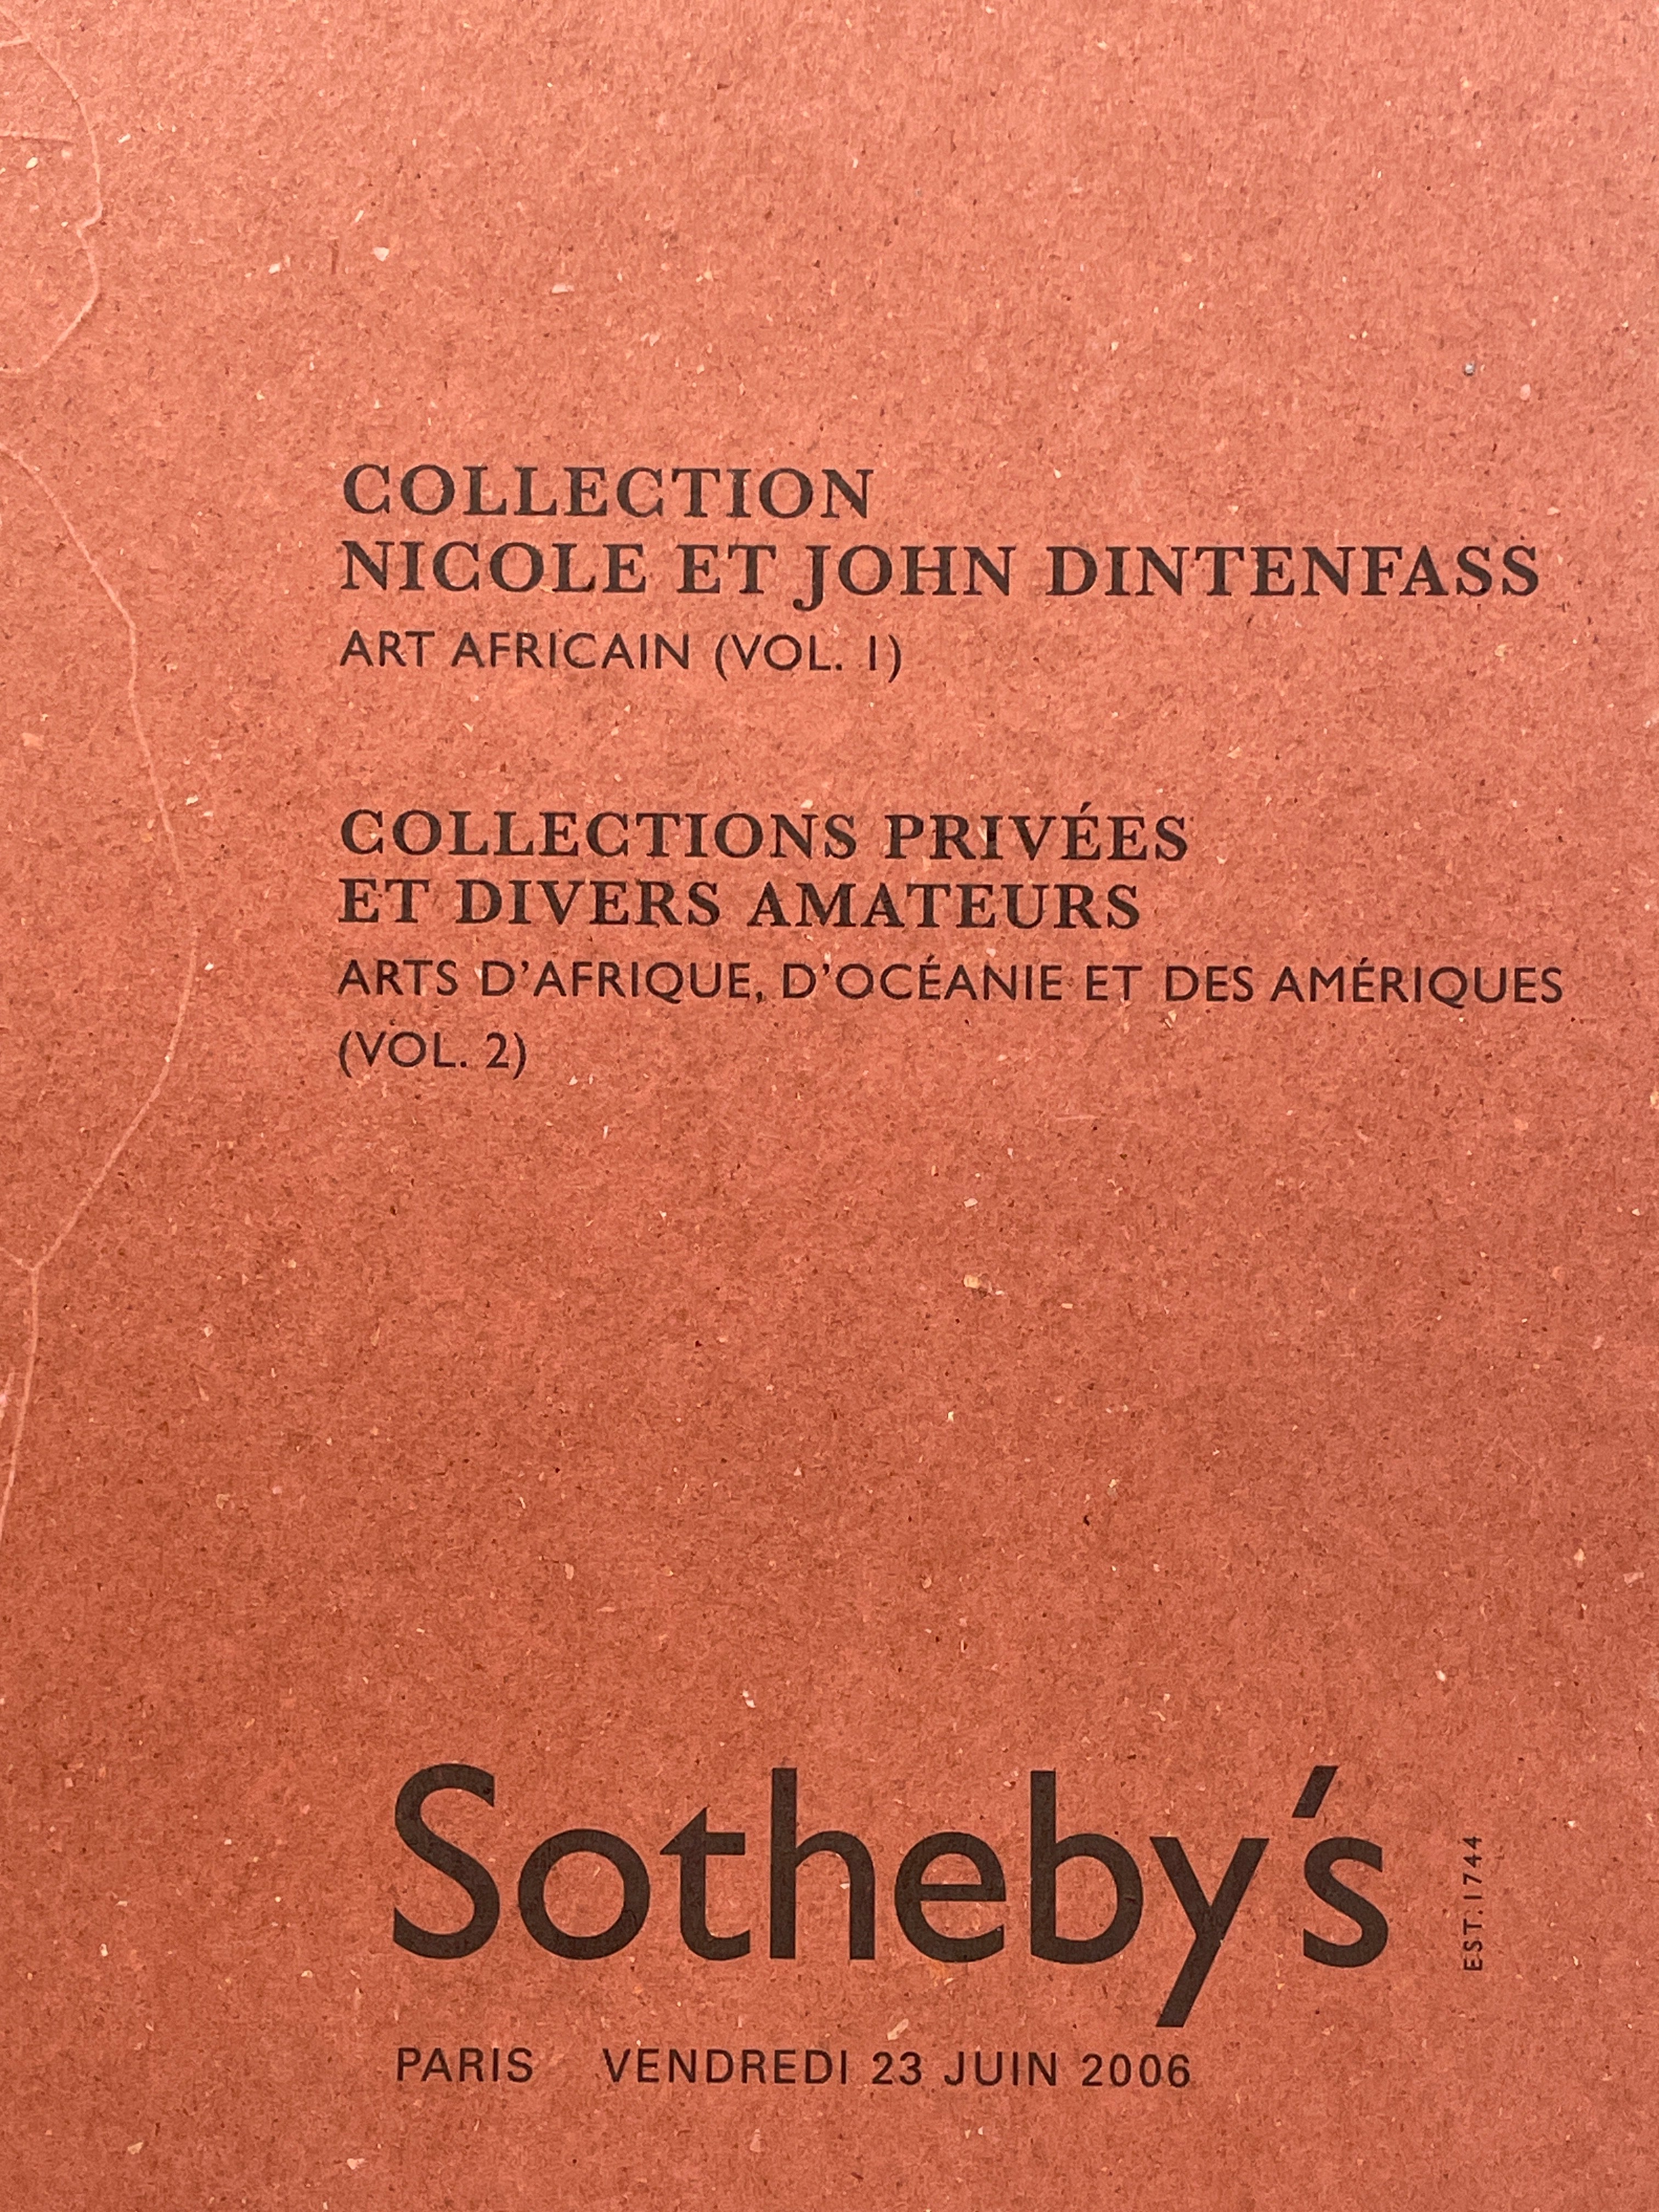 COLLECTION
NICOLE ET JOHN DINTENFASS
ART AFRICAIN (VOL. 1)
COLLECTIONS PRIVÉES
ET DIVERS AMATEURS
ARTS D'AFRIQUE, D'OCÉANIE ET DES AMÉRIQUES
(VOL. 2)
Sotheby's
EST. 1744
PARIS VENDREDI 23 JUIN 2006